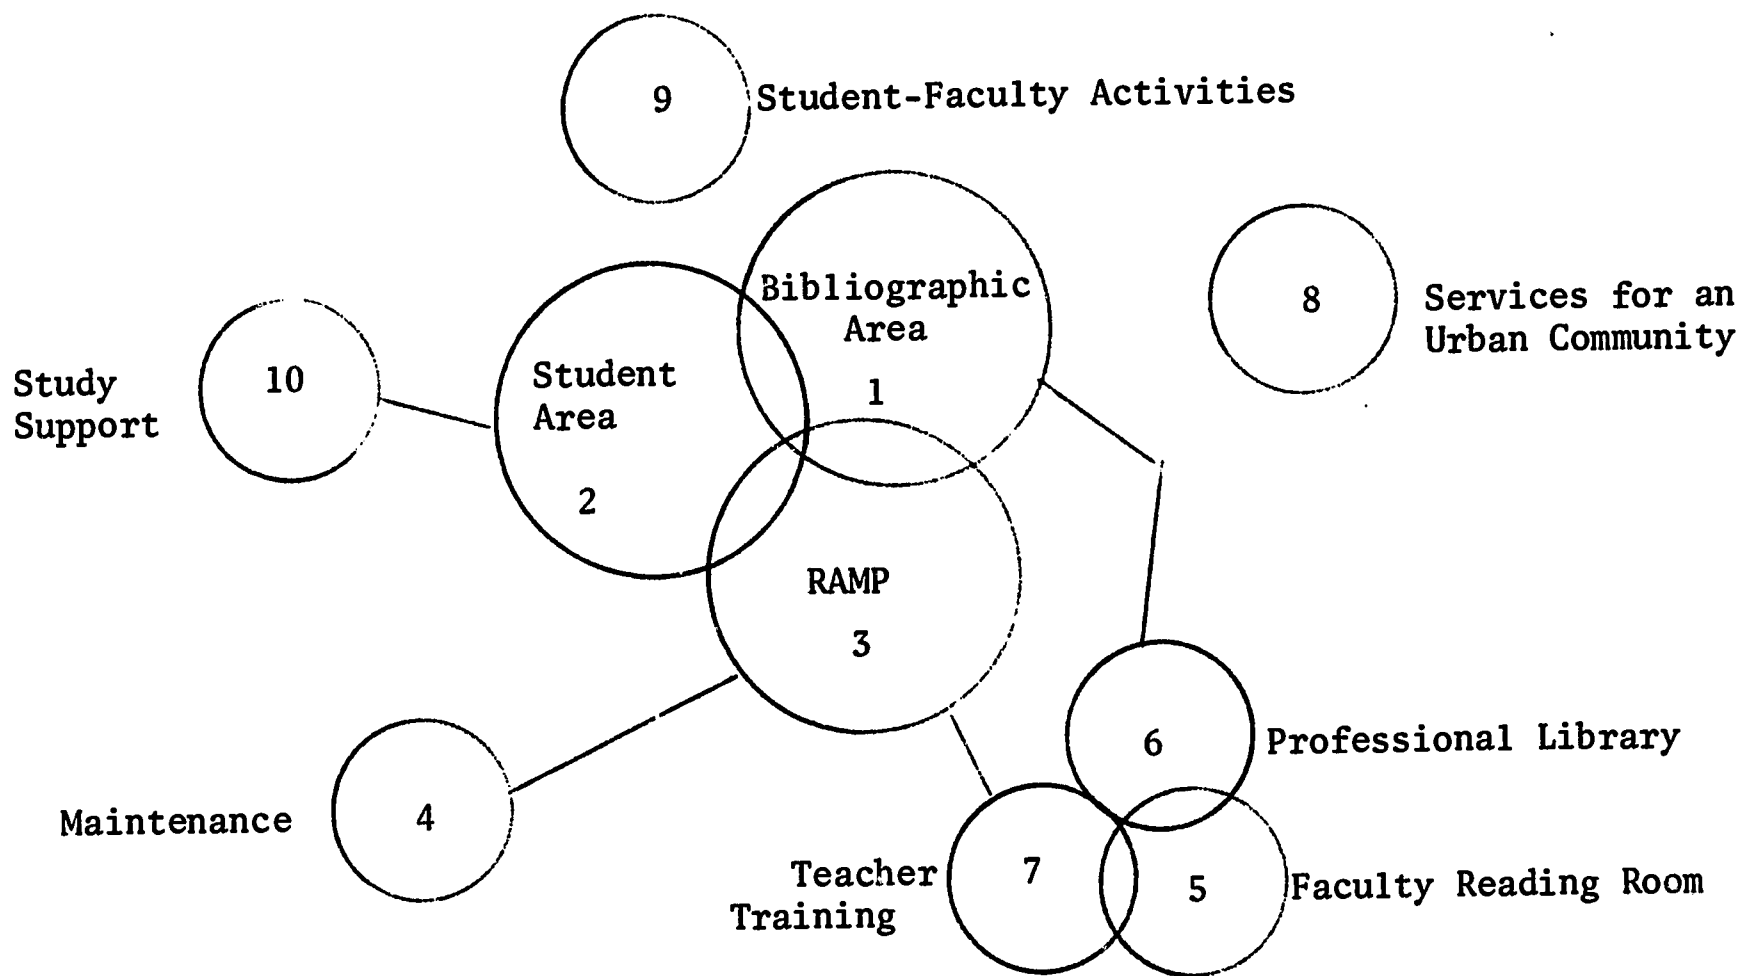 9 Student-Faculty Activities
Bibliographic
Area
1
8 Services for an
Urban Community
Student
Area
2
Study
Support
10
RAMP
3
6 Professional Library
Maintenance 4
Teacher
Training
7
5 Faculty Reading Room